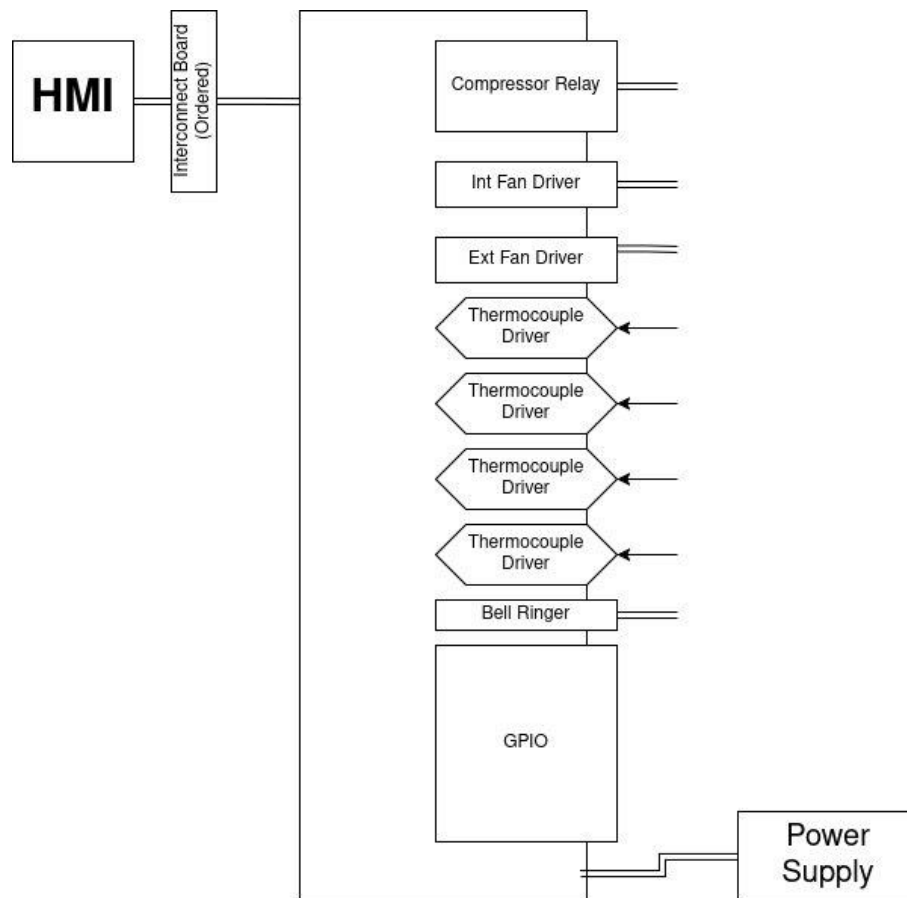 HMI
Interconnect Board
(Ordered)
Compressor Relay
Int Fan Driver
Ext Fan Driver
Thermocouple
Driver
Thermocouple
Driver
Thermocouple
Driver
Thermocouple
Driver
Bell Ringer
GPIO
Power
Supply